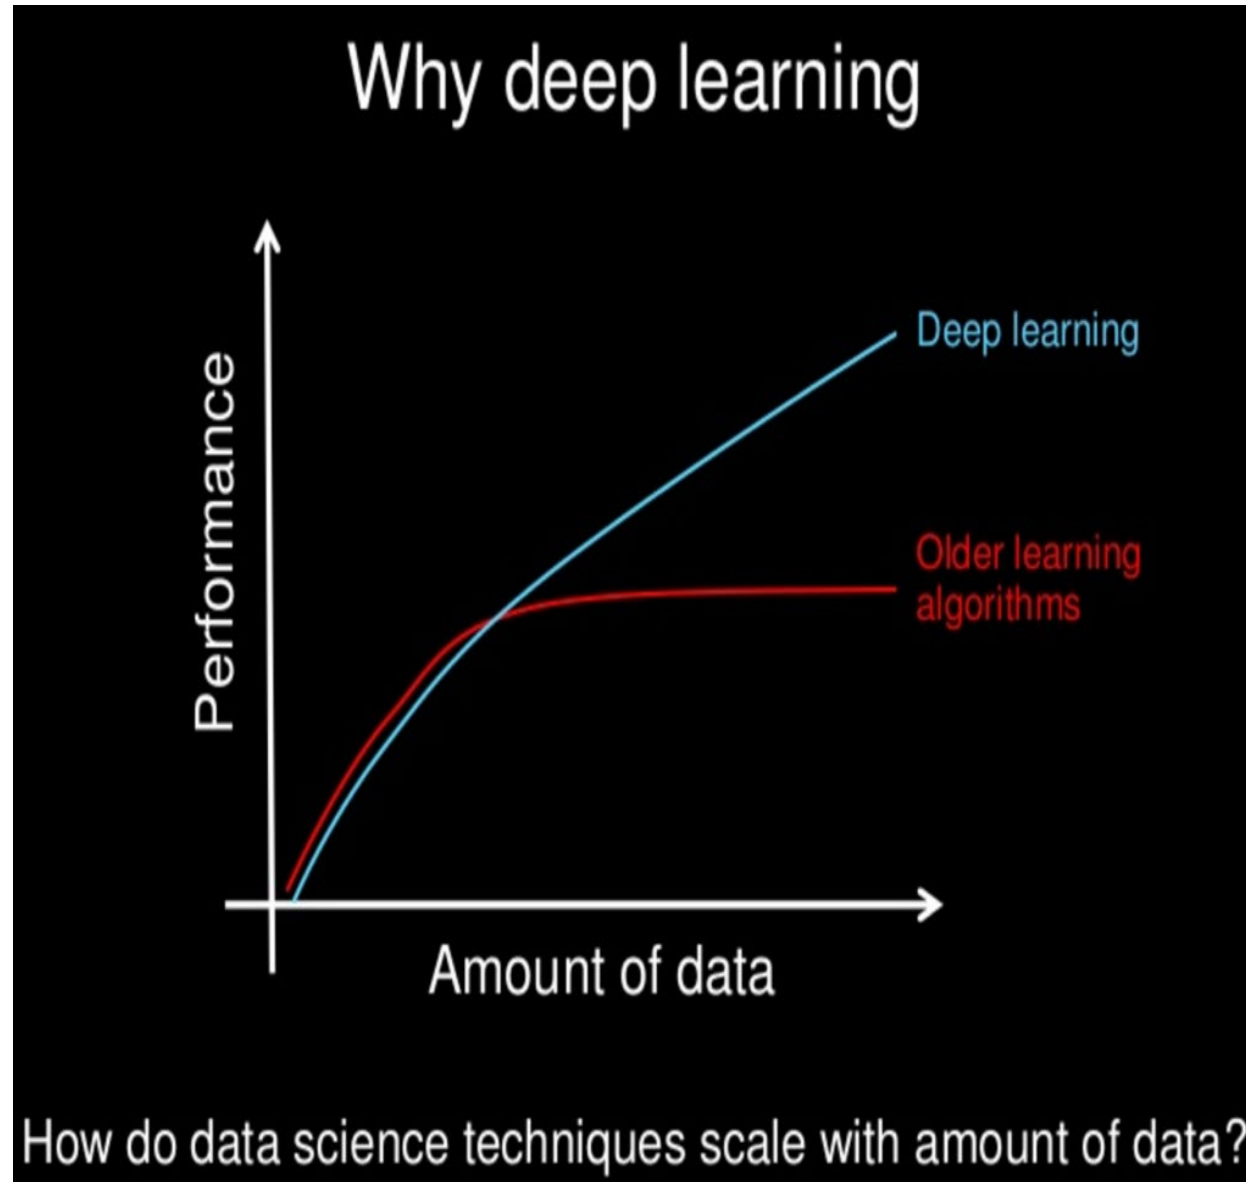 Why deep learning
Performance
Deep learning
Older learning
algorithms
Amount of data
How do data science techniques scale with amount of data?